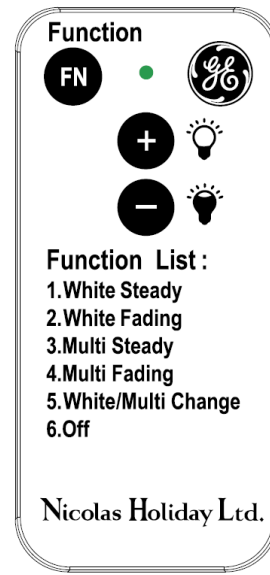 Function
FN
GE
+
−
Function List :
1.White Steady
2.White Fading
3.Multi Steady
4.Multi Fading
5.White/Multi Change
6.Off
Nicolas Holiday Ltd.